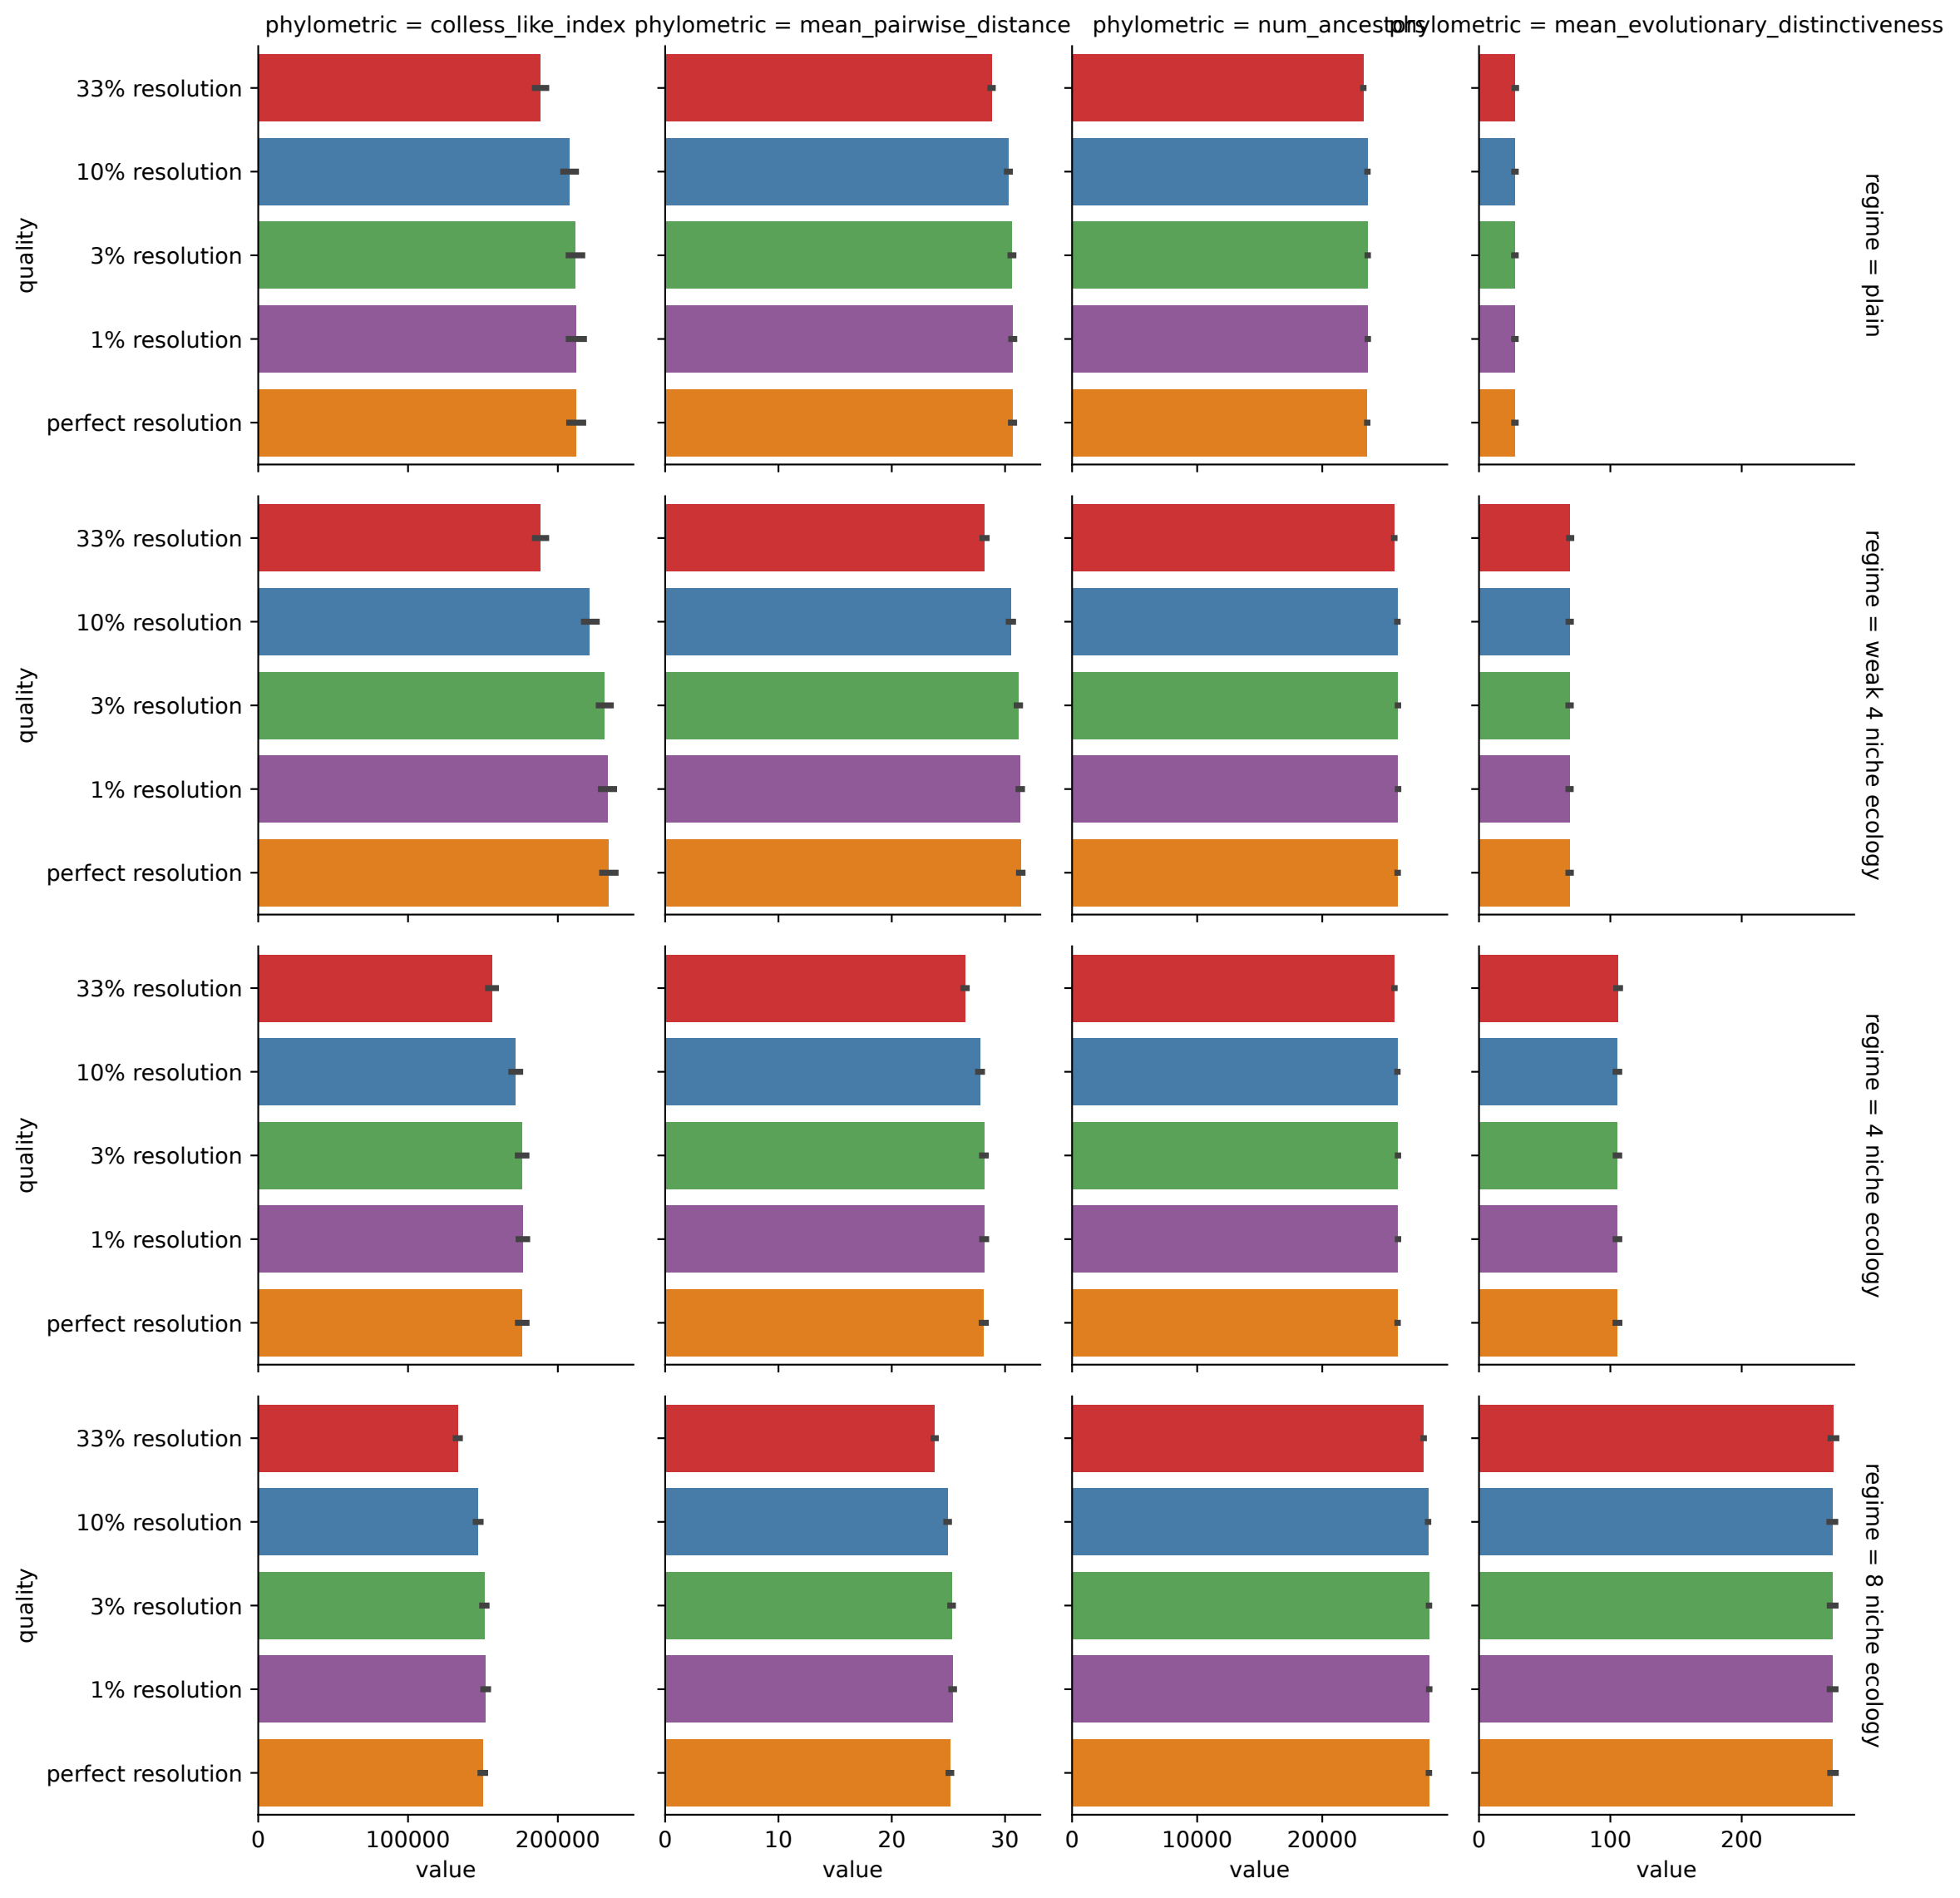 phylometric = colless_like_index
phylometric = mean_pairwise_distance
phylometric = num_ancestors
phylometric = mean_evolutionary_distinctiveness
quality
33% resolution
10% resolution
3% resolution
1% resolution
perfect resolution
regime = plain
quality
33% resolution
10% resolution
3% resolution
1% resolution
perfect resolution
regime = weak 4 niche ecology
quality
33% resolution
10% resolution
3% resolution
1% resolution
perfect resolution
regime = 4 niche ecology
quality
33% resolution
10% resolution
3% resolution
1% resolution
perfect resolution
regime = 8 niche ecology
0 100000 200000
value
0 10 20 30
value
0 10000 20000
value
0 100 200
value